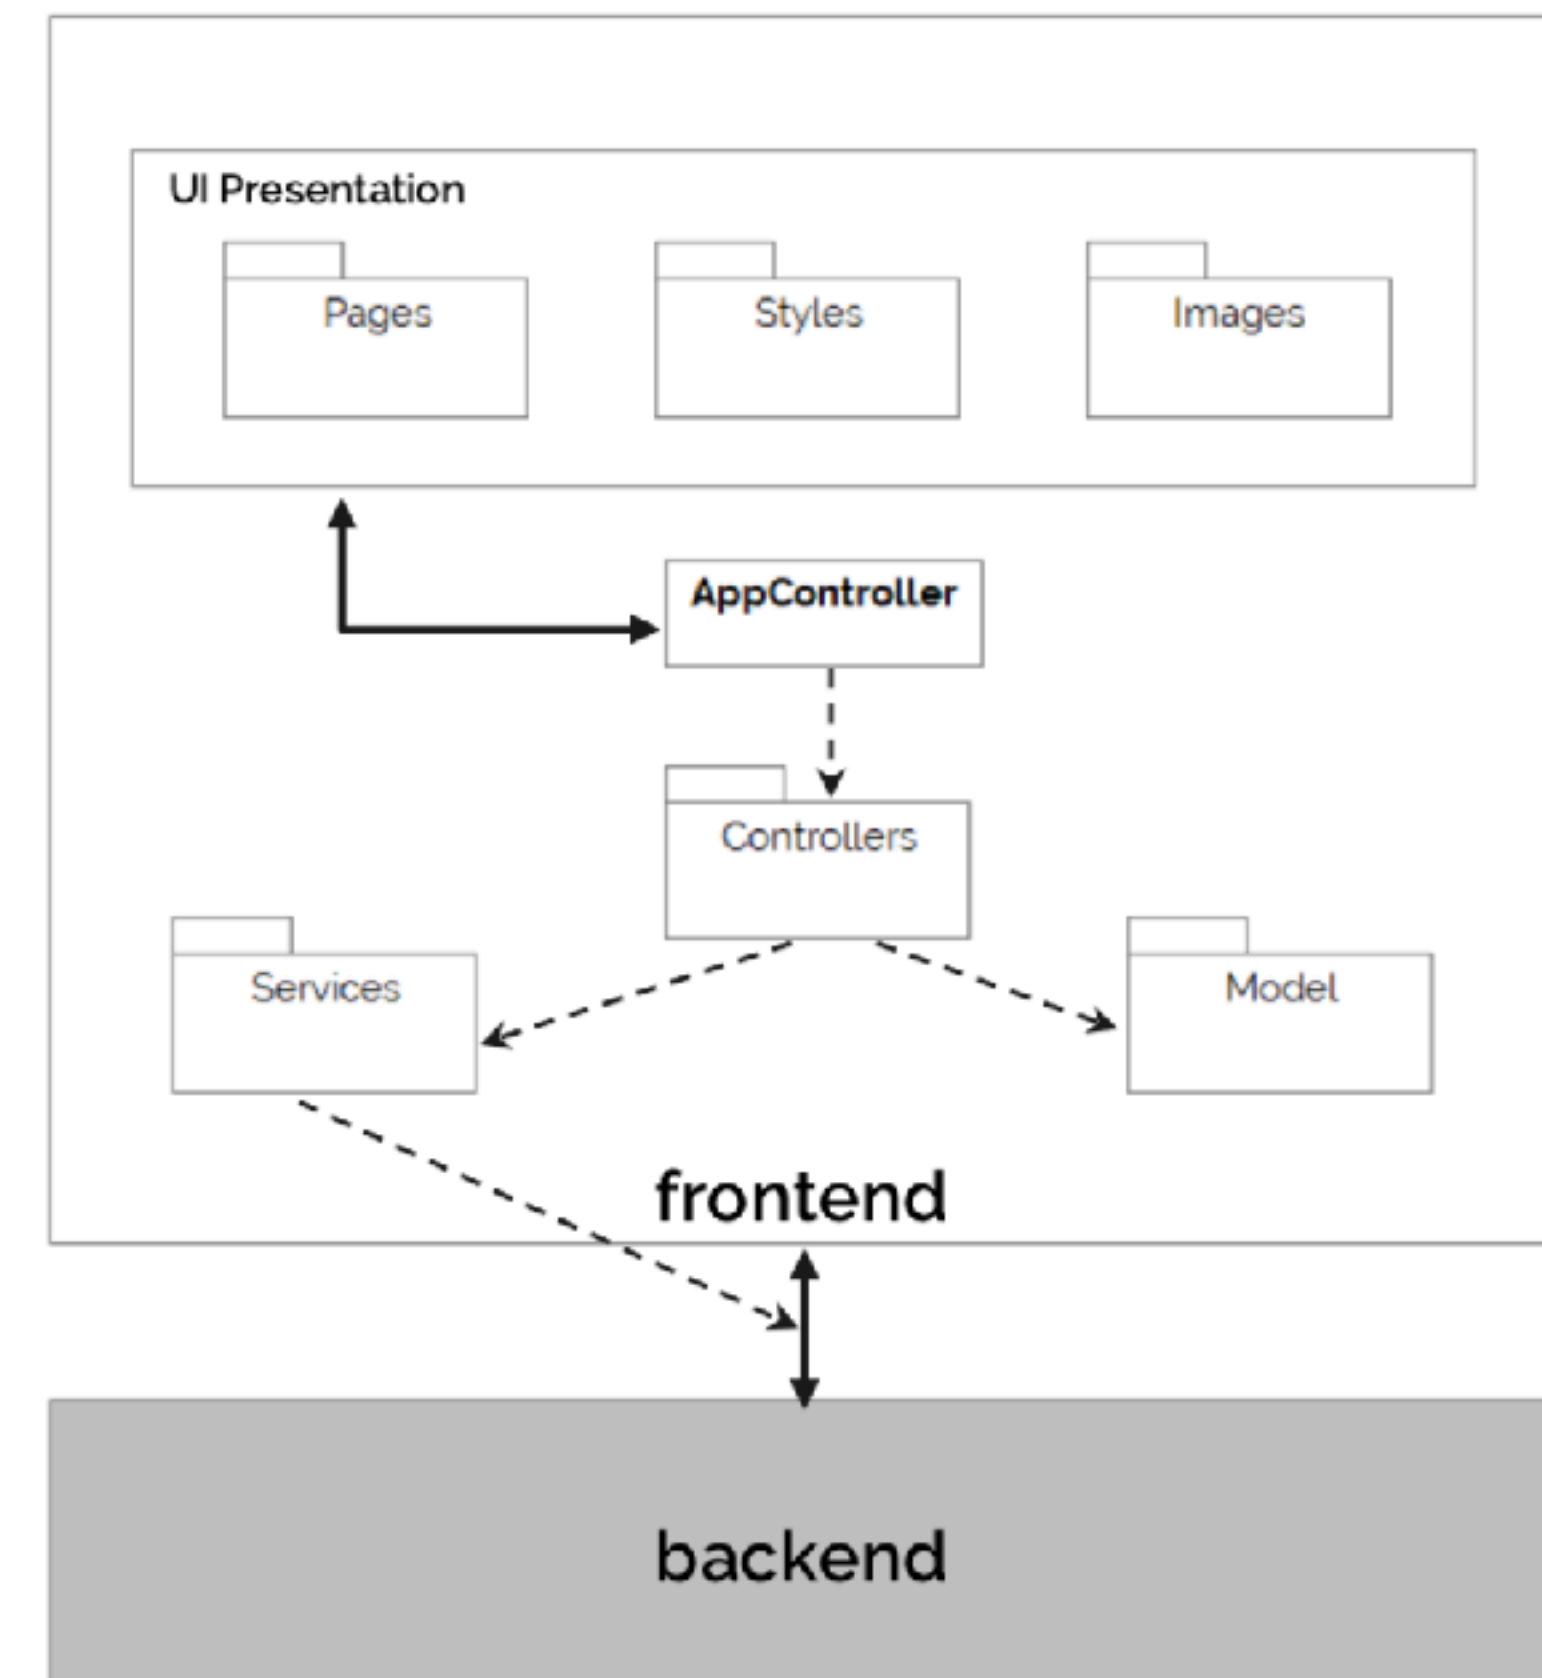 UI Presentation
Pages
Styles
Images
AppController
Controllers
Services
Model
frontend
backend